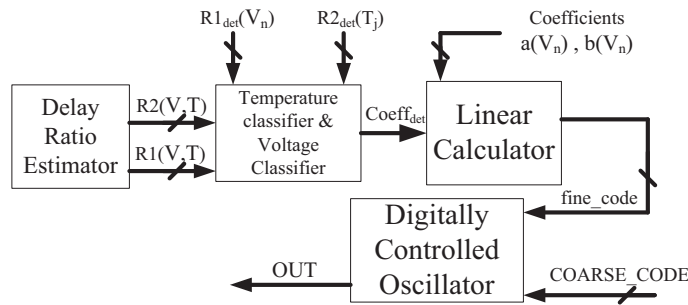 R1det(Vn)
R2det(Tj)
Coefficients
a(Vn) , b(Vn)
Delay
Ratio
Estimator
R2(V,T)
R1(V,T)
Temperature
classifier &
Voltage
Classifier
Coeffdet
Linear
Calculator
fine_code
Digitally
Controlled
Oscillator
OUT
COARSE_CODE